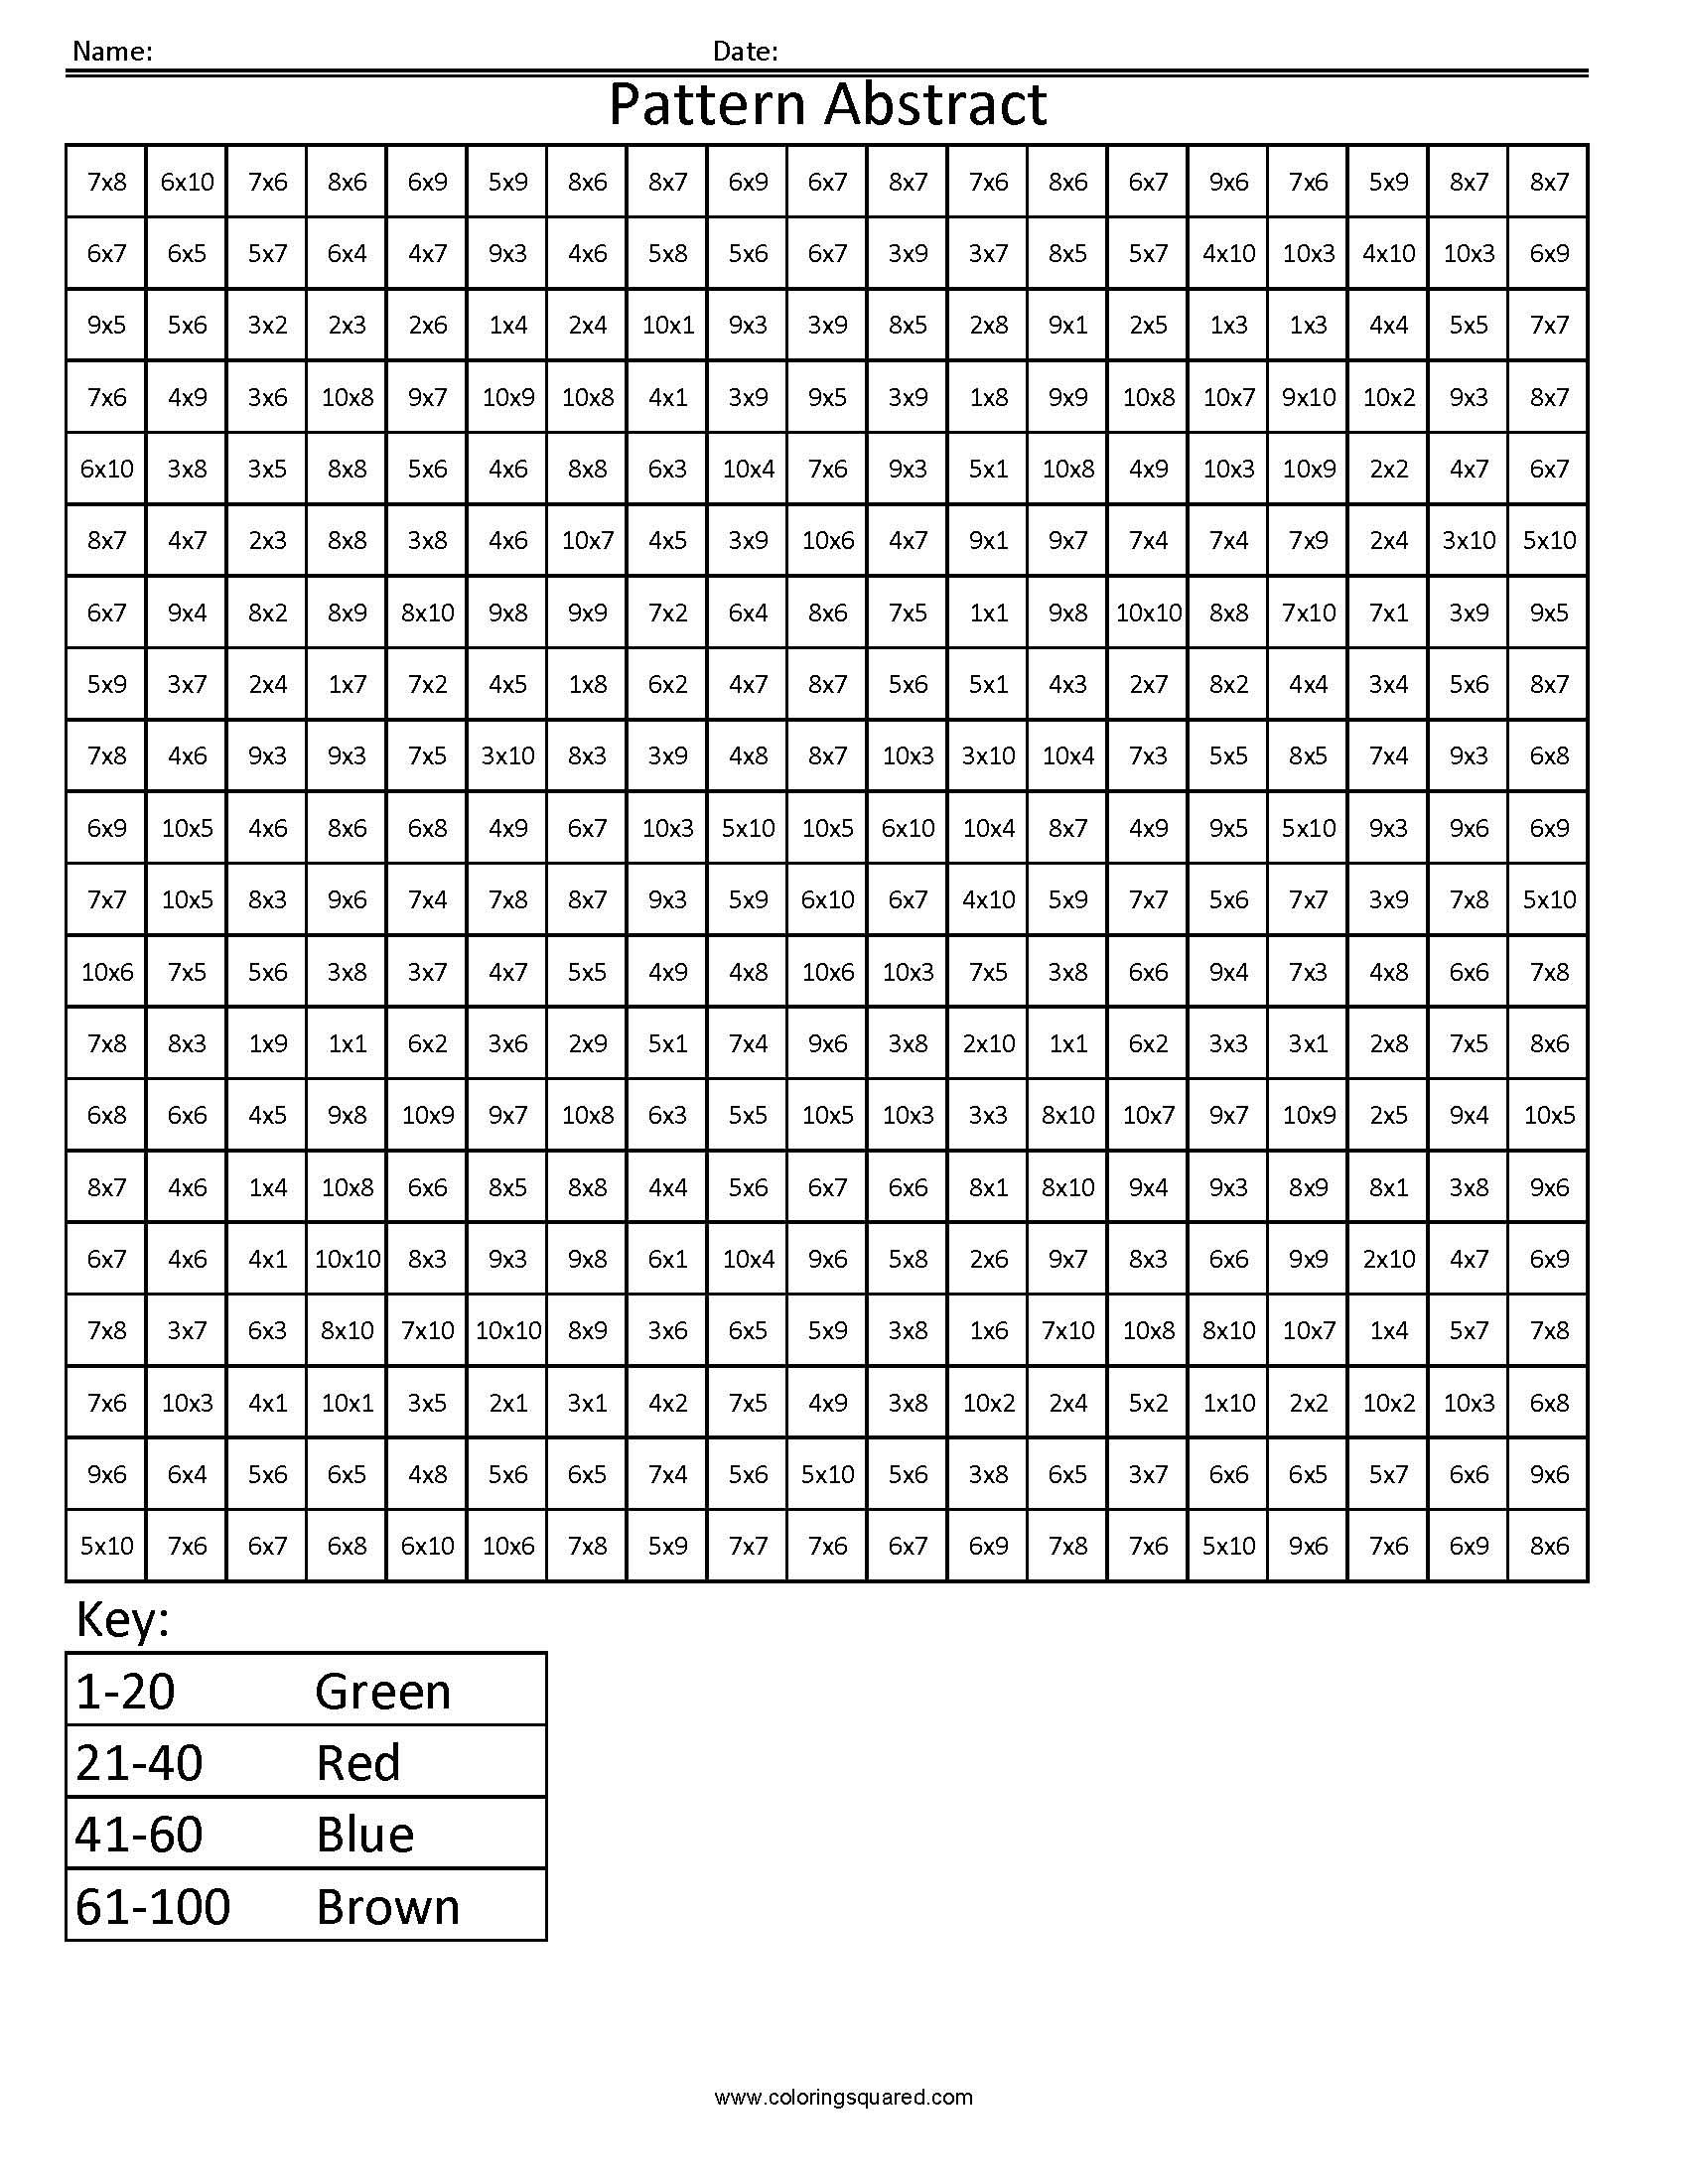 Name: Date:
Pattern Abstract
7x8 6x10 7x6 8x6 6x9 5x9 8x6 8x7 6x9 6x7 8x7 7x6 8x6 6x7 9x6 7x6 5x9 8x7 8x7
6x7 6x5 5x7 6x4 4x7 9x3 4x6 5x8 5x6 6x7 3x9 3x7 8x5 5x7 4x10 10x3 4x10 10x3 6x9
9x5 5x6 3x2 2x3 2x6 1x4 2x4 10x1 9x3 3x9 8x5 2x8 9x1 2x5 1x3 1x3 4x4 5x5 7x7
7x6 4x9 3x6 10x8 9x7 10x9 10x8 4x1 3x9 9x5 3x9 1x8 9x9 10x8 10x7 9x10 10x2 9x3 8x7
6x10 3x8 3x5 8x8 5x6 4x6 8x8 6x3 10x4 7x6 9x3 5x1 10x8 4x9 10x3 10x9 2x2 4x7 6x7
8x7 4x7 2x3 8x8 3x8 4x6 10x7 4x5 3x9 10x6 4x7 9x1 9x7 7x4 7x4 7x9 2x4 3x10 5x10
6x7 9x4 8x2 8x9 8x10 9x8 9x9 7x2 6x4 8x6 7x5 1x1 9x8 10x10 8x8 7x10 7x1 3x9 9x5
5x9 3x7 2x4 1x7 7x2 4x5 1x8 6x2 4x7 8x7 5x6 5x1 4x3 2x7 8x2 4x4 3x4 5x6 8x7
7x8 4x6 9x3 9x3 7x5 3x10 8x3 3x9 4x8 8x7 10x3 3x10 10x4 7x3 5x5 8x5 7x4 9x3 6x8
6x9 10x5 4x6 8x6 6x8 4x9 6x7 10x3 5x10 10x5 6x10 10x4 8x7 4x9 9x5 5x10 9x3 9x6 6x9
7x7 10x5 8x3 9x6 7x4 7x8 8x7 9x3 5x9 6x10 6x7 4x10 5x9 7x7 5x6 7x7 3x9 7x8 5x10
10x6 7x5 5x6 3x8 3x7 4x7 5x5 4x9 4x8 10x6 10x3 7x5 3x8 6x6 9x4 7x3 4x8 6x6 7x8
7x8 8x3 1x9 1x1 6x2 3x6 2x9 5x1 7x4 9x6 3x8 2x10 1x1 6x2 3x3 3x1 2x8 7x5 8x6
6x8 6x6 4x5 9x8 10x9 9x7 10x8 6x3 5x5 10x5 10x3 3x3 8x10 10x7 9x7 10x9 2x5 9x4 10x5
8x7 4x6 1x4 10x8 6x6 8x5 8x8 4x4 5x6 6x7 6x6 8x1 8x10 9x4 9x3 8x9 8x1 3x8 9x6
6x7 4x6 4x1 10x10 8x3 9x3 9x8 6x1 10x4 9x6 5x8 2x6 9x7 8x3 6x6 9x9 2x10 4x7 6x9
7x8 3x7 6x3 8x10 7x10 10x10 8x9 3x6 6x5 5x9 3x8 1x6 7x10 10x8 8x10 10x7 1x4 5x7 7x8
7x6 10x3 4x1 10x1 3x5 2x1 3x1 4x2 7x5 4x9 3x8 10x2 2x4 5x2 1x10 2x2 10x2 10x3 6x8
9x6 6x4 5x6 6x5 4x8 5x6 6x5 7x4 5x6 5x10 5x6 3x8 6x5 3x7 6x6 6x5 5x7 6x6 9x6
5x10 7x6 6x7 6x8 6x10 10x6 7x8 5x9 7x7 7x6 6x7 6x9 7x8 7x6 5x10 9x6 7x6 6x9 8x6
Key:
1-20 Green
21-40 Red
41-60 Blue
61-100 Brown
www.coloringsquared.com